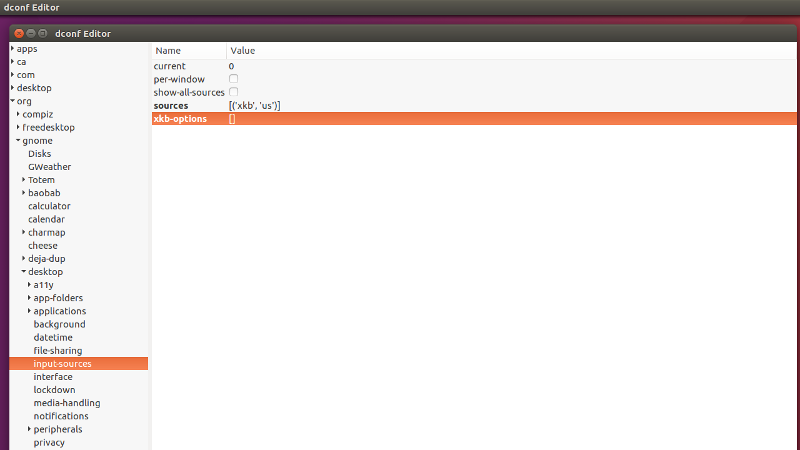 dconf Editor
dconf Editor
apps
ca
com
desktop
org
compiz
freedesktop
gnome
Disks
GWeather
Totem
baobab
calculator
calendar
charmap
cheese
deja-dup
desktop
a11y
app-folders
applications
background
datetime
file-sharing
input-sources
interface
lockdown
media-handling
notifications
peripherals
privacy
Name Value
current 0
per-window
show-all-sources
sources [('xkb', 'us')]
xkb-options []